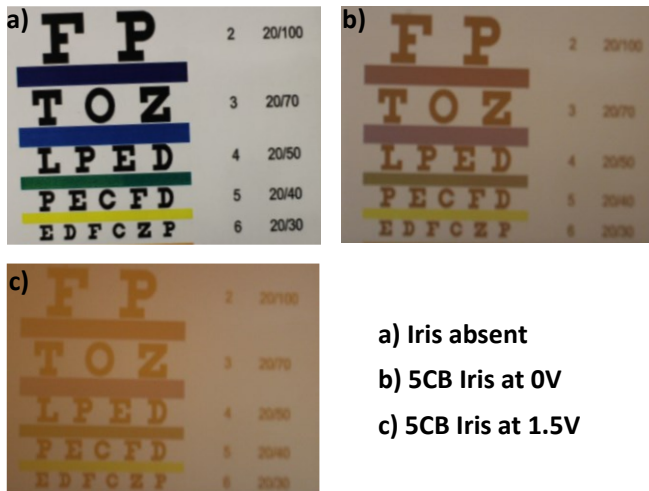 a)
F P 2 20/100
T O Z 3 20/70
L P E D 4 20/50
P E C F D 5 20/40
E D F C Z P 6 20/30
b)
F P 2 20/100
T O Z 3 20/70
L P E D 4 20/50
P E C F D 5 20/40
E D F C Z P 6 20/30
c)
F P 2 20/100
T O Z 3 20/70
L P E D 4 20/50
P E C F D 5 20/40
E D F C Z P 6 20/30
a) Iris absent
b) 5CB Iris at 0V
c) 5CB Iris at 1.5V